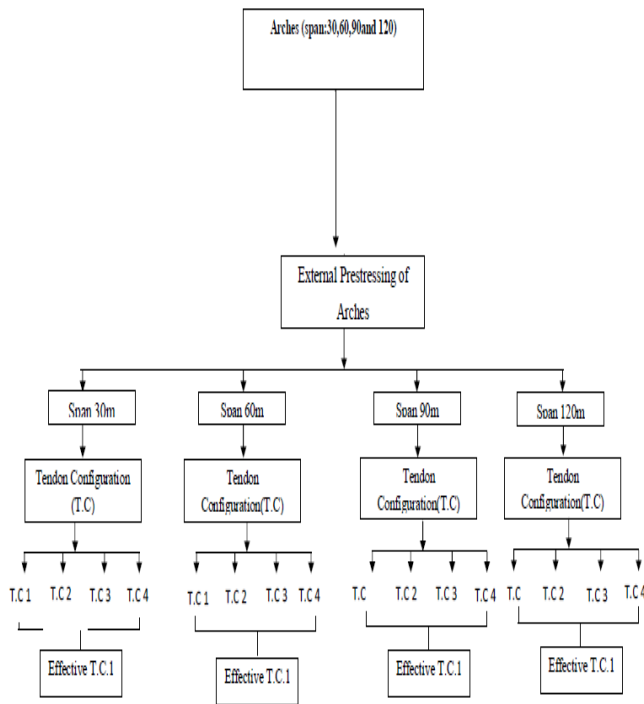 Arches (span:30,60,90and 120)
External Prestressing of
Arches
Span 30m
Span 60m
Span 90m
Span 120m
Tendon Configuration
(T.C)
Tendon
Configuration(T.C)
Tendon
Configuration(T.C)
Tendon
Configuration(T.C)
T.C 1 T.C 2 T.C 3 T.C 4
T.C 1 T.C 2 T.C 3 T.C 4
T.C T.C 2 T.C 3 T.C 4
T.C T.C 2 T.C 3 T.C 4
Effective T.C.1
Effective T.C.1
Effective T.C.1
Effective T.C.1